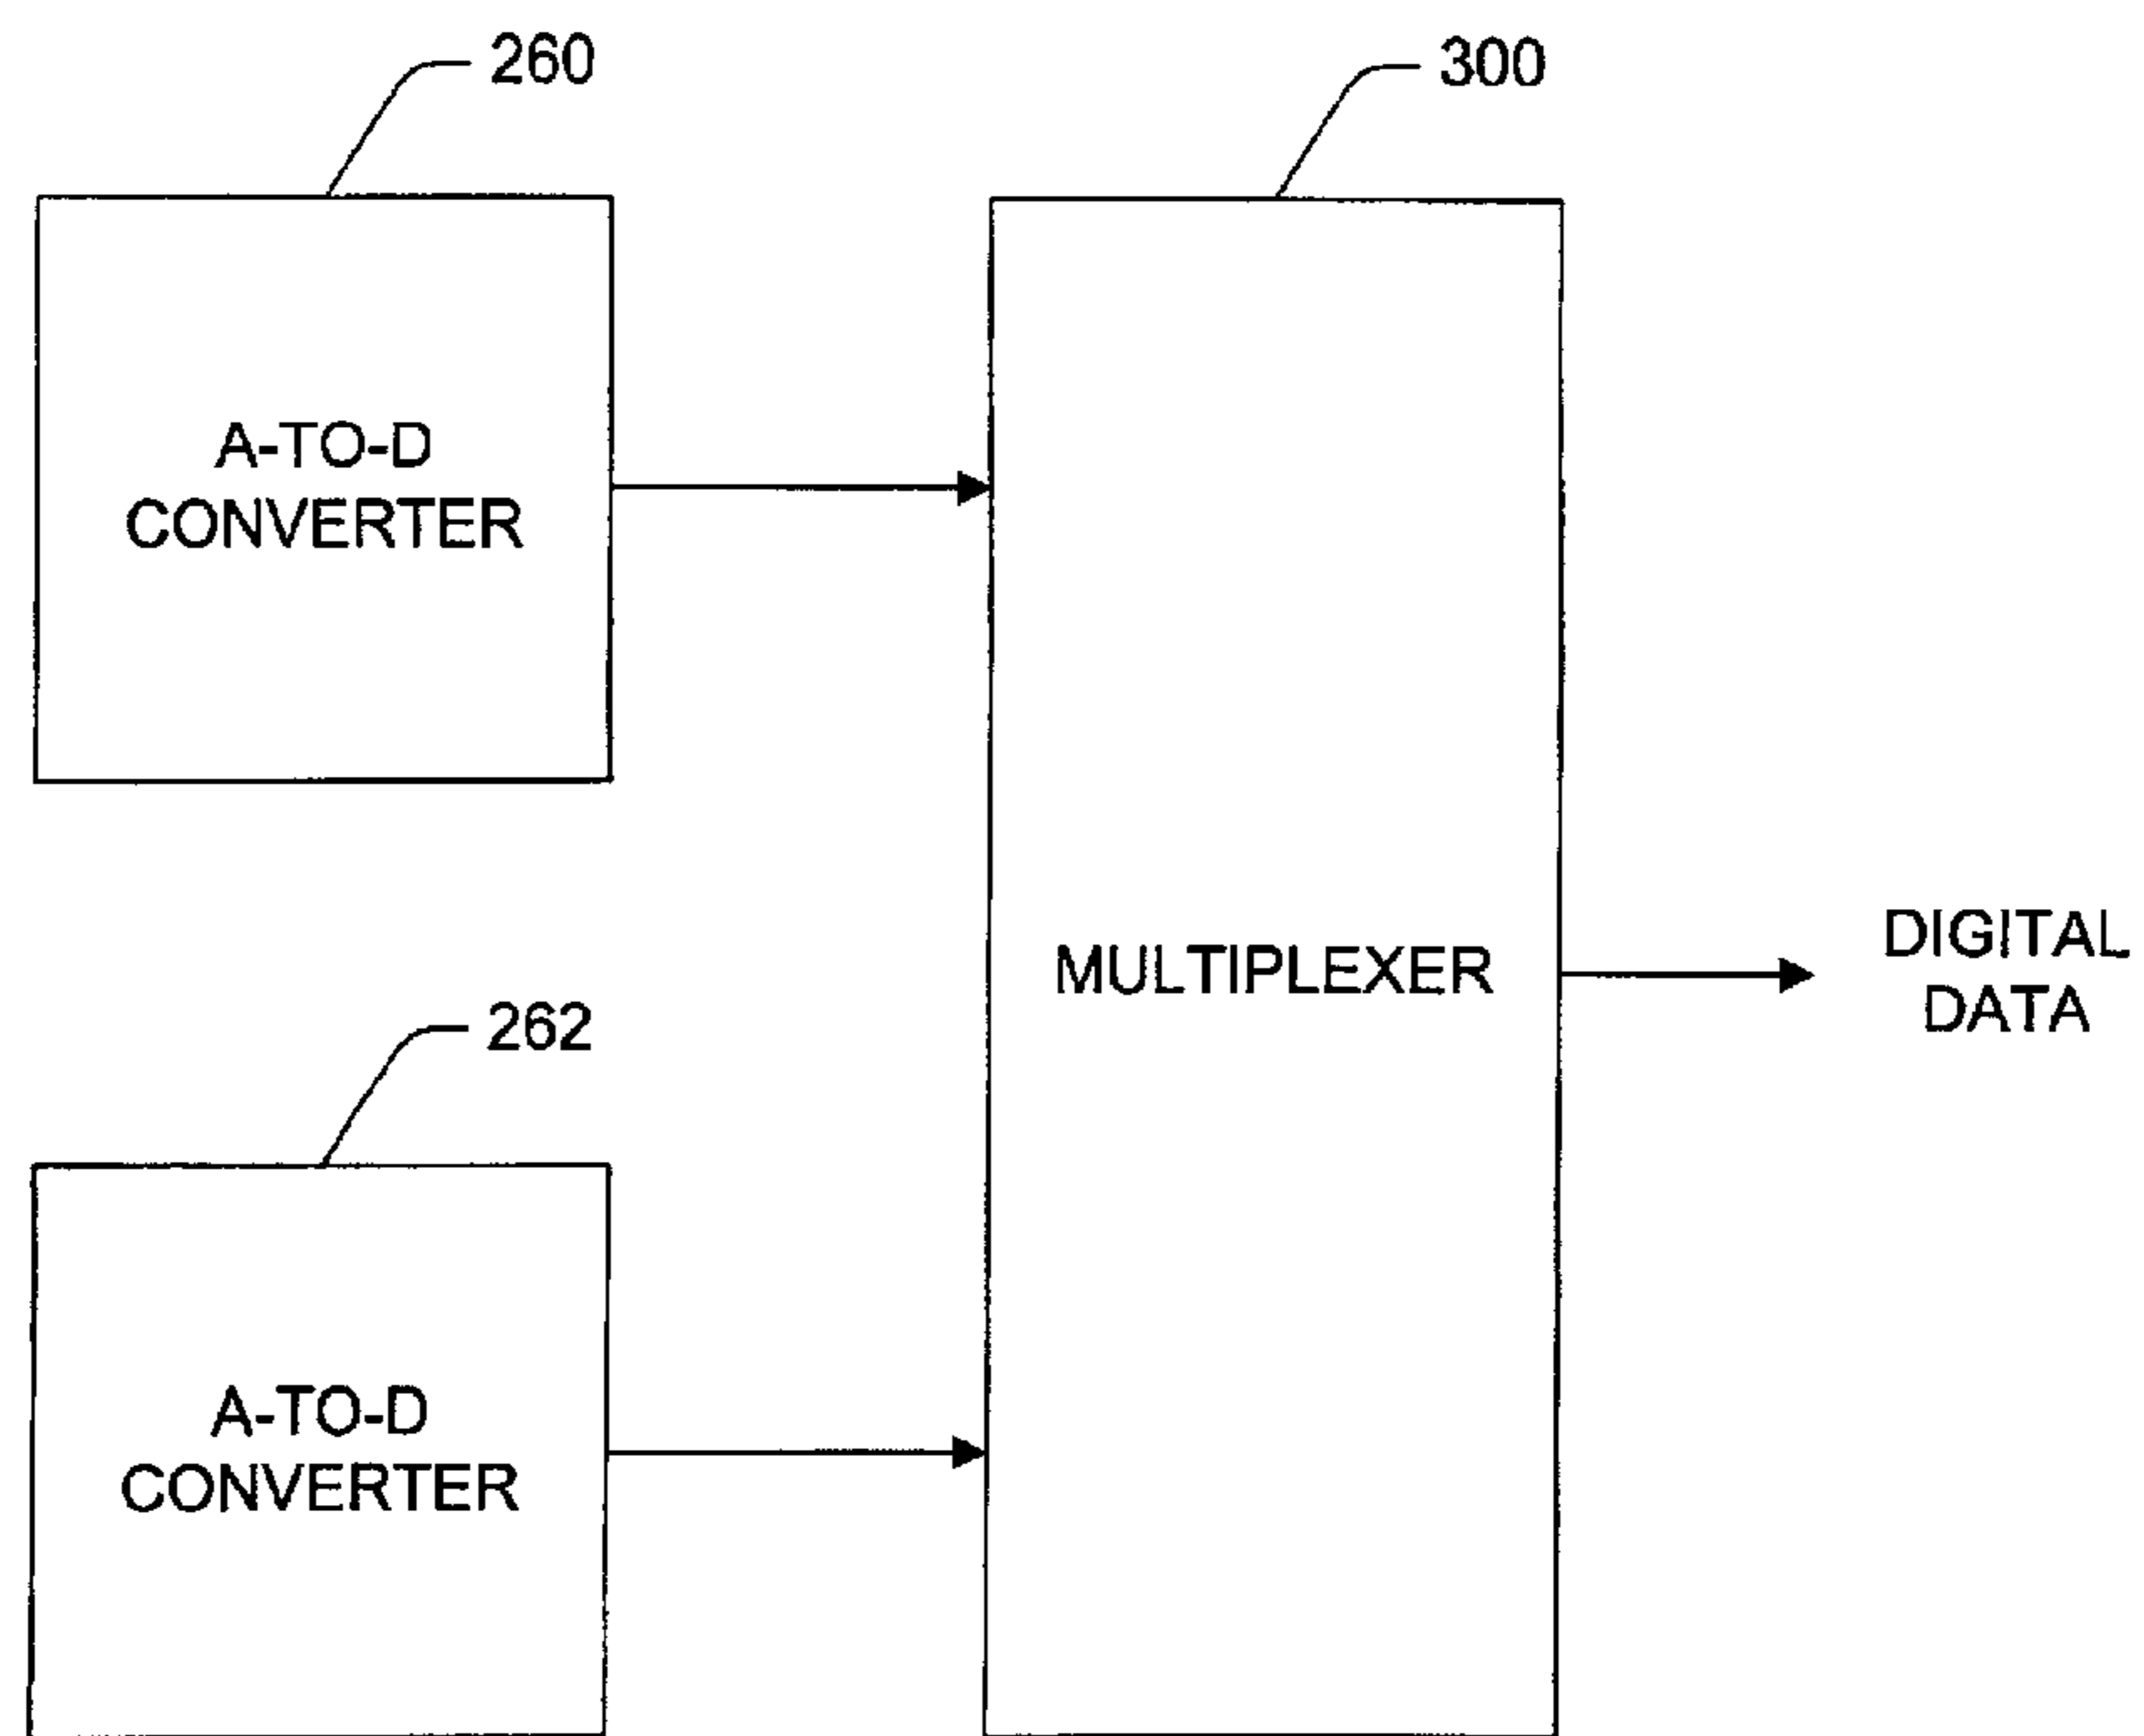 260
300
A-TO-D
CONVERTER
MULTIPLEXER
DIGITAL
DATA
262
A-TO-D
CONVERTER